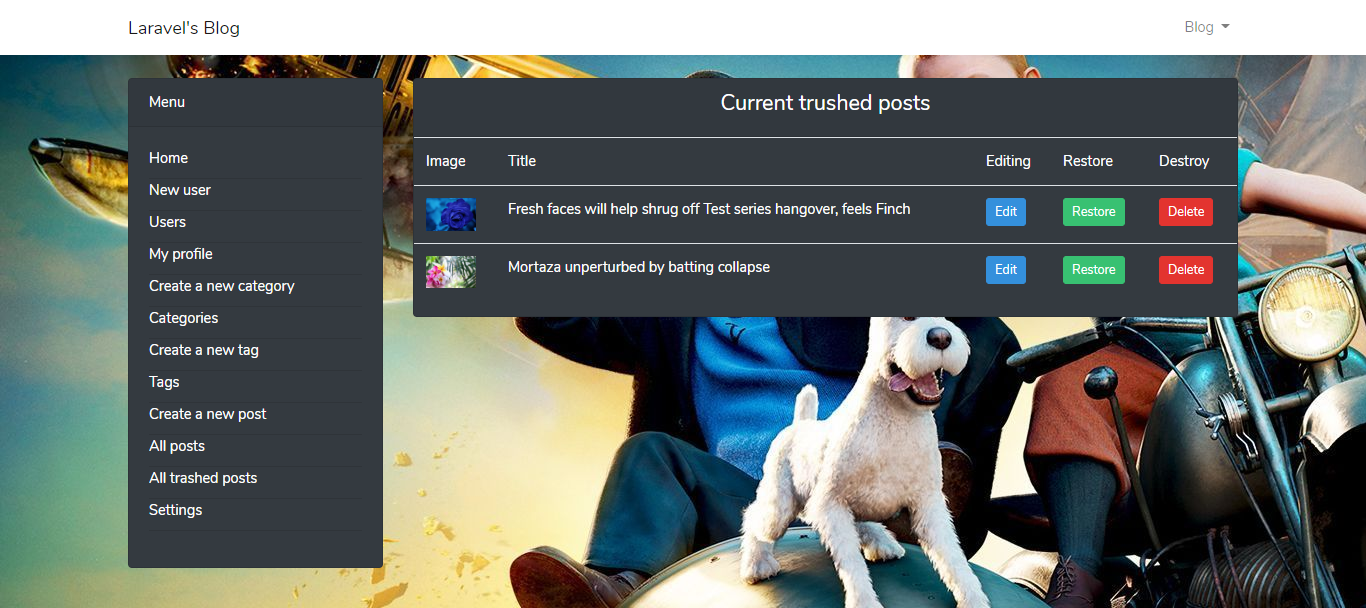 Laravel's Blog
Blog
Menu
Home
New user
Users
My profile
Create a new category
Categories
Create a new tag
Tags
Create a new post
All posts
All trashed posts
Settings
Current trushed posts
Image Title Editing Restore Destroy
Fresh faces will help shrug off Test series hangover, feels Finch Edit Restore Delete
Mortaza unperturbed by batting collapse Edit Restore Delete